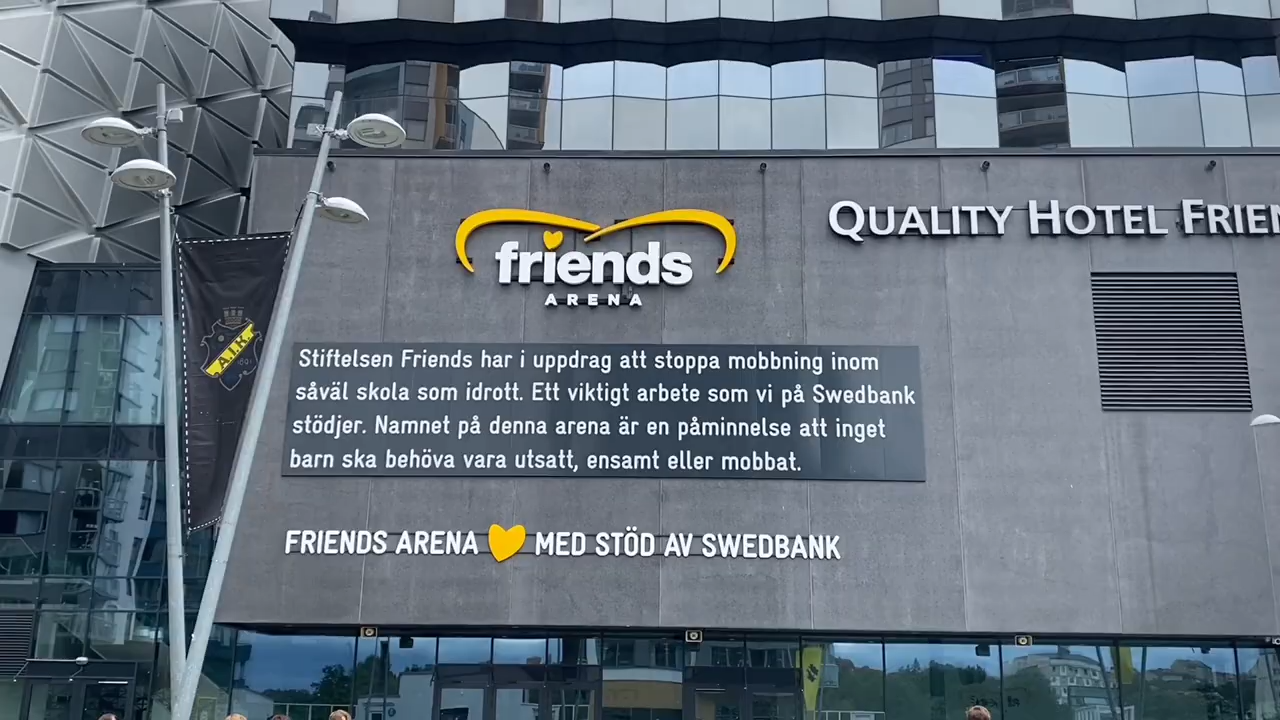 friends
ARENA
QUALITY HOTEL FRIEN
A.I.K.
Stiftelsen Friends har i uppdrag att stoppa mobbning inom
såväl skola som idrott. Ett viktigt arbete som vi på Swedbank
stödjer. Namnet på denna arena är en påminnelse att inget
barn ska behöva vara utsatt, ensamt eller mobbat.
FRIENDS ARENA MED STÖD AV SWEDBANK